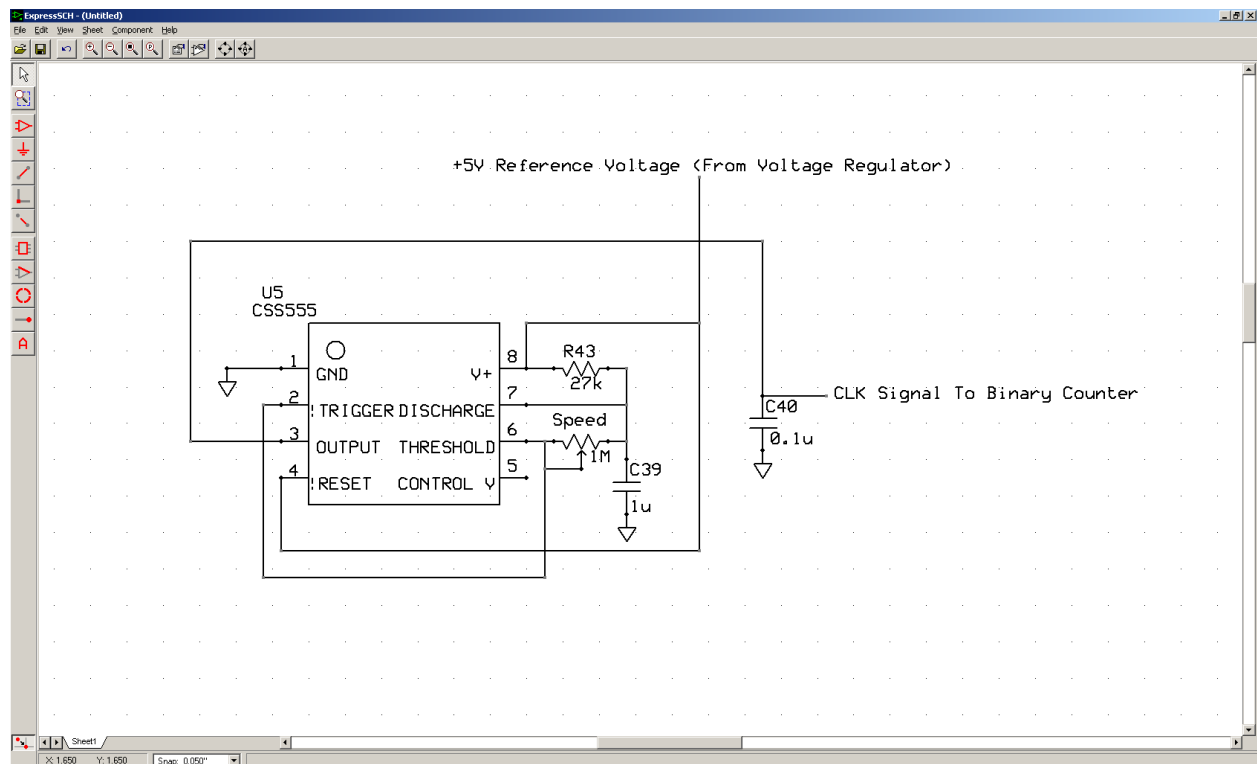 ExpressSCH - (Untitled)
File Edit View Sheet Component Help
+5V Reference Voltage (From Voltage Regulator)
U5
CSS555
1
GND
2
!TRIGGER
3
OUTPUT
4
!RESET
8
V+
7
DISCHARGE
6
THRESHOLD
5
CONTROL V
R43
27k
Speed
1M
C39
1u
CLK Signal To Binary Counter
C40
0.1u
Sheet1
X: 1.650 Y: 1.650 Snap: 0.050"